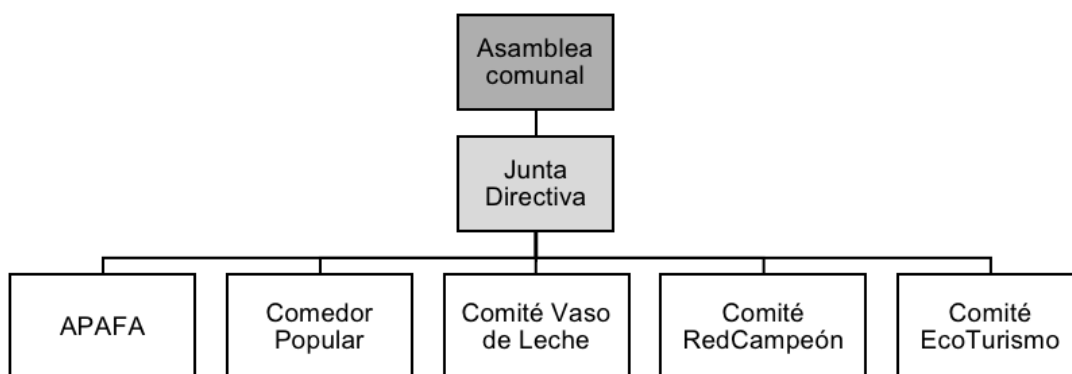 Asamblea
comunal
Junta
Directiva
APAFA
Comedor
Popular
Comité Vaso
de Leche
Comité
RedCampeón
Comité
EcoTurismo